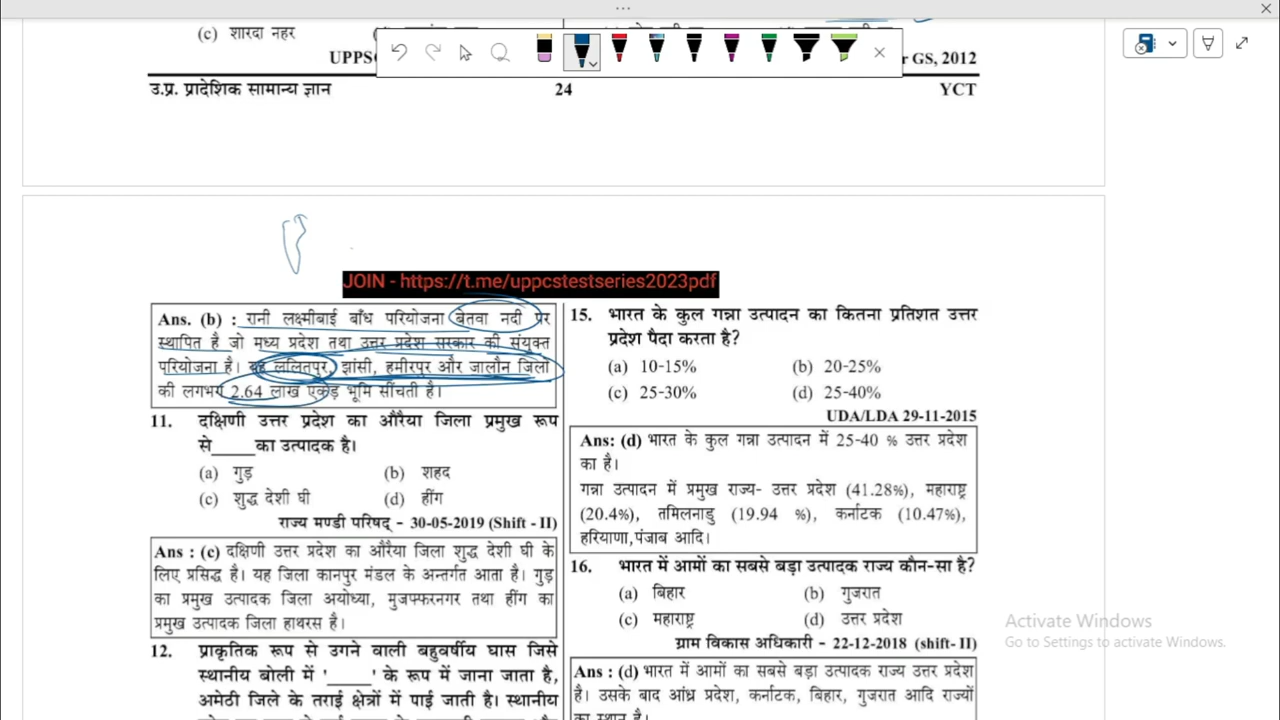 (c) शारदा नहर
UPPS
r GS, 2012
उ.प्र. प्रादेशिक सामान्य ज्ञान
24
YCT
JOIN - https://t.me/uppcstestseries2023pdf
Ans. (b) : रानी लक्ष्मीबाई बाँध परियोजना बेतवा नदी पर
स्थापित है जो मध्य प्रदेश तथा उत्तर प्रदेश सरकार की संयुक्त
परियोजना है। यह ललितपुर, झांसी, हमीरपुर और जालौन जिला
की लगभग 2.64 लाख एकड़ भूमि सींचती है।
11. दक्षिणी उत्तर प्रदेश का औरैया जिला प्रमुख रूप
से_____का उत्पादक है।
(a) गुड़ (b) शहद
(c) शुद्ध देशी घी (d) हींग
राज्य मण्डी परिषद् - 30-05-2019 (Shift - II)
Ans : (c) दक्षिणी उत्तर प्रदेश का औरैया जिला शुद्ध देशी घी के
लिए प्रसिद्ध है। यह जिला कानपुर मंडल के अन्तर्गत आता है। गुड़
का प्रमुख उत्पादक जिला अयोध्या, मुजफ्फरनगर तथा हींग का
प्रमुख उत्पादक जिला हाथरस है।
12. प्राकृतिक रूप से उगने वाली बहुवर्षीय घास जिसे
स्थानीय बोली में '_____' के रूप में जाना जाता है,
अमेठी जिले के तराई क्षेत्रों में पाई जाती है। स्थानीय
15. भारत के कुल गन्ना उत्पादन का कितना प्रतिशत उत्तर
प्रदेश पैदा करता है?
(a) 10-15% (b) 20-25%
(c) 25-30% (d) 25-40%
UDA/LDA 29-11-2015
Ans: (d) भारत के कुल गन्ना उत्पादन में 25-40 % उत्तर प्रदेश
का है।
गन्ना उत्पादन में प्रमुख राज्य- उत्तर प्रदेश (41.28%), महाराष्ट्र
(20.4%), तमिलनाडु (19.94 %), कर्नाटक (10.47%),
हरियाणा,पंजाब आदि।
16. भारत में आमों का सबसे बड़ा उत्पादक राज्य कौन-सा है?
(a) बिहार (b) गुजरात
(c) महाराष्ट्र (d) उत्तर प्रदेश
ग्राम विकास अधिकारी - 22-12-2018 (shift- II)
Ans : (d) भारत में आमों का सबसे बड़ा उत्पादक राज्य उत्तर प्रदेश
है। उसके बाद आंध्र प्रदेश, कर्नाटक, बिहार, गुजरात आदि राज्यों
का स्थान है।
Activate Windows
Go to Settings to activate Windows.